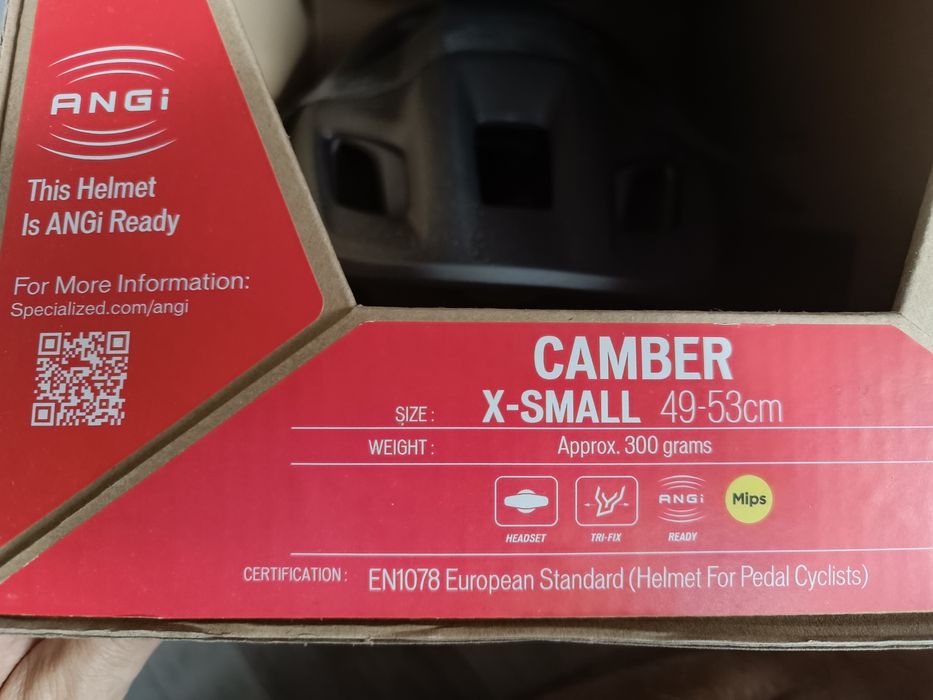 ANGi
This Helmet
Is ANGi Ready
For More Information:
Specialized.com/angi
CAMBER
SIZE : X-SMALL 49-53cm
WEIGHT : Approx. 300 grams
ANGi Mips
HEADSET TRI-FIX READY
CERTIFICATION : EN1078 European Standard (Helmet For Pedal Cyclists)